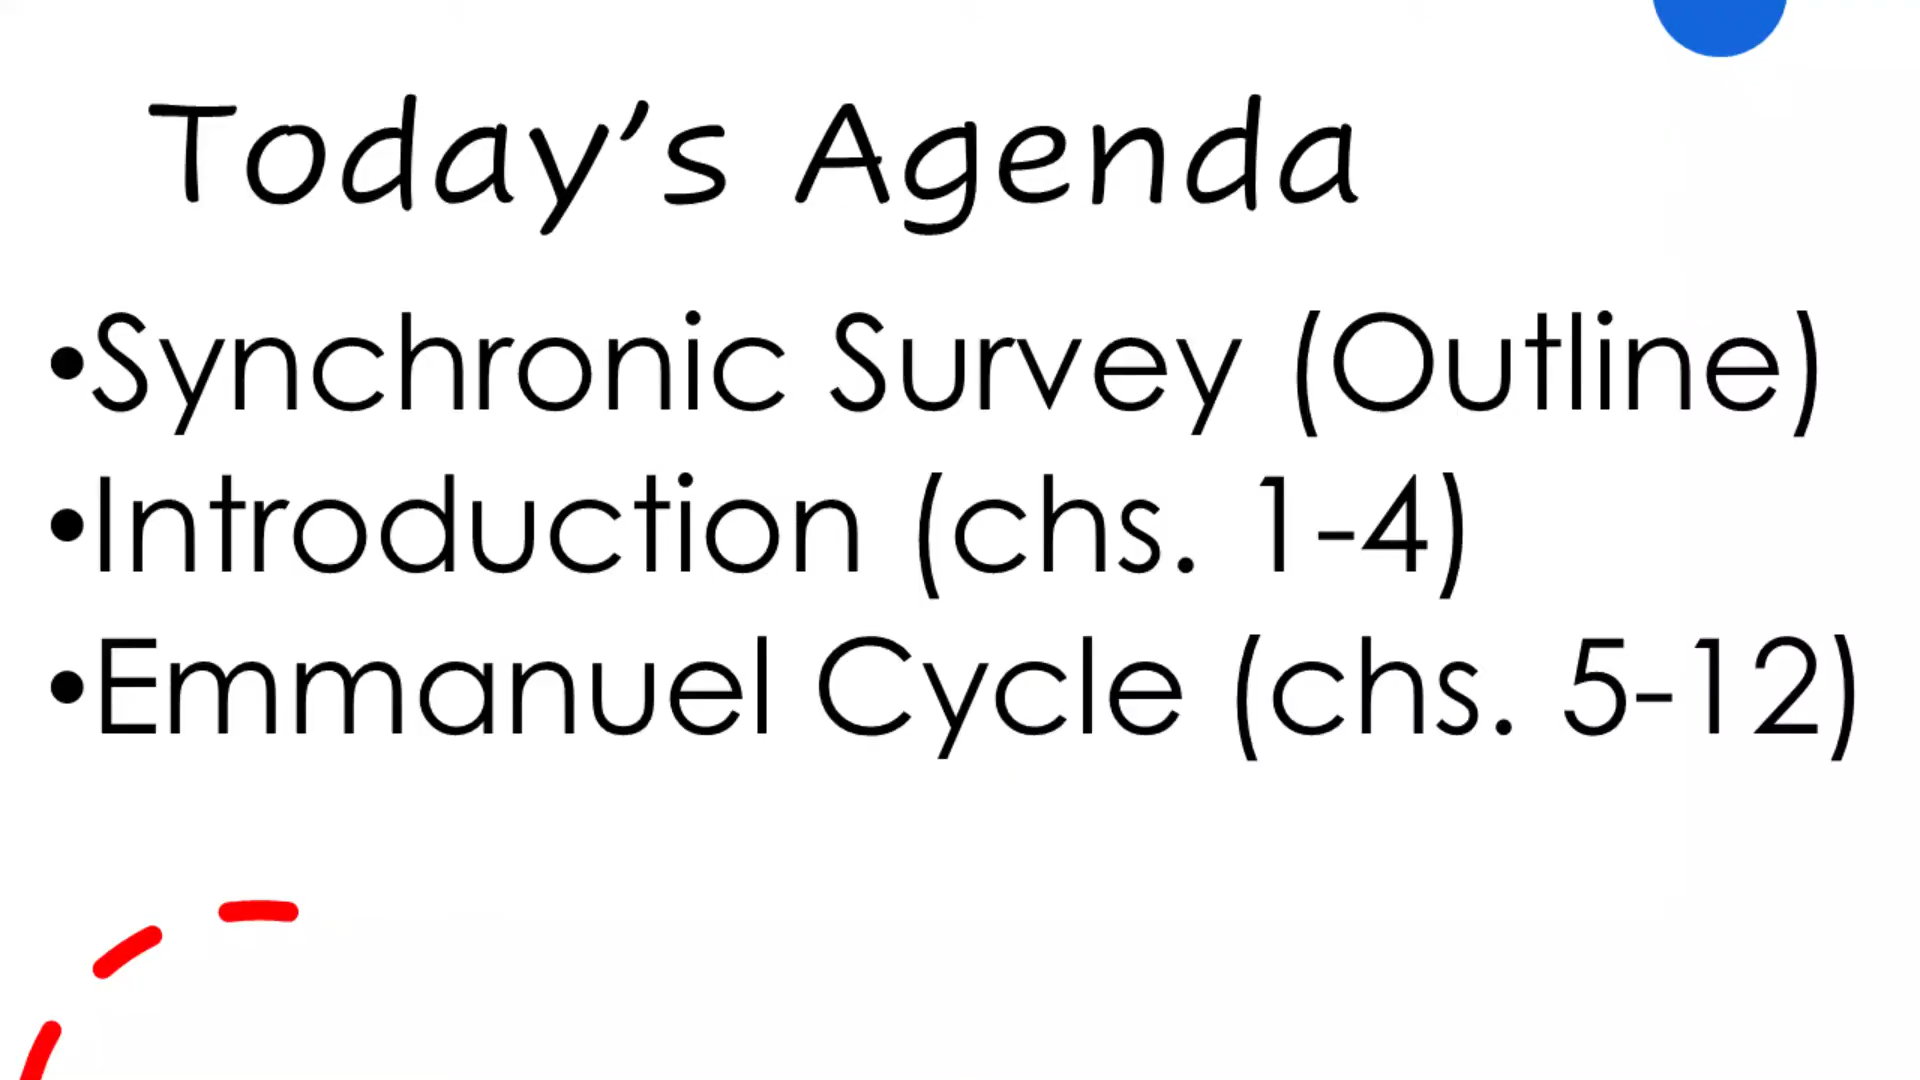 Today’s Agenda
•Synchronic Survey (Outline)
•Introduction (chs. 1-4)
•Emmanuel Cycle (chs. 5-12)